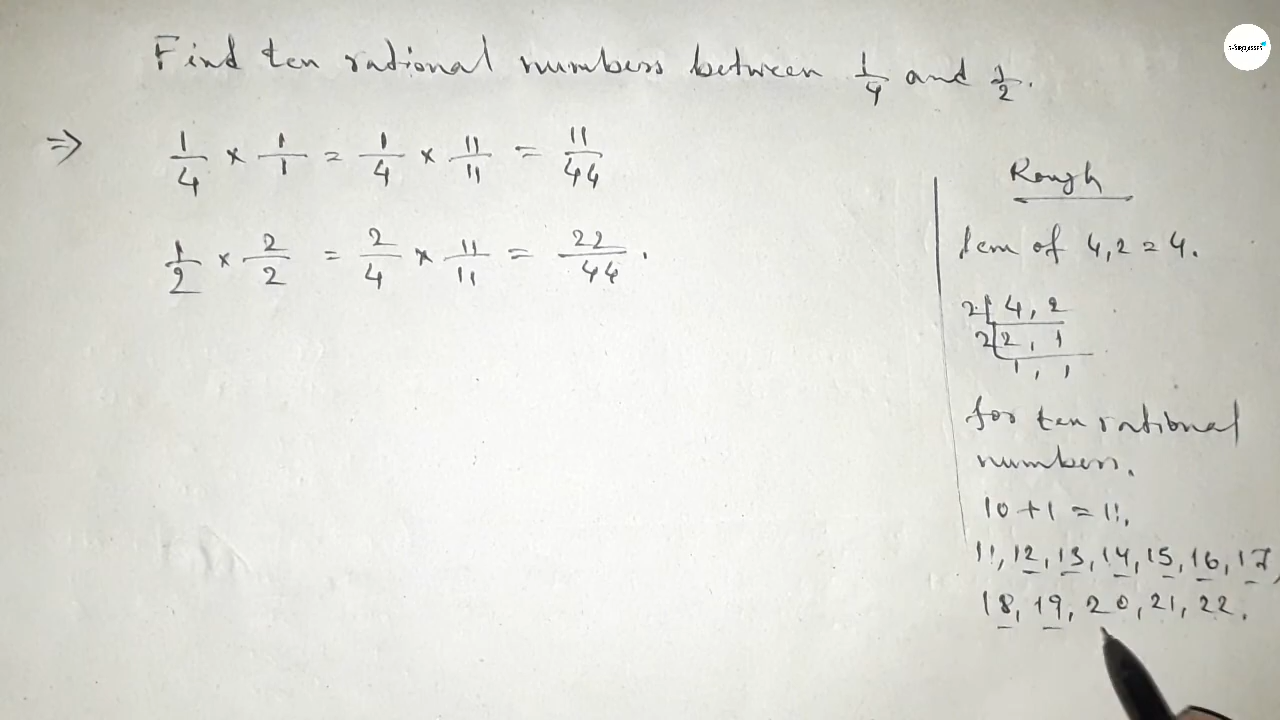 Find ten rational numbers between 1/4 and 1/2.
⇒ 1/4 × 1/1 = 1/4 × 11/11 = 11/44
1/2 × 2/2 = 2/4 × 11/11 = 22/44.
Rough
lcm of 4,2 = 4.
2 | 4, 2
2 | 2, 1
1, 1
for ten rational
numbers.
10 + 1 = 11.
11, 12, 13, 14, 15, 16, 17,
18, 19, 20, 21, 22.